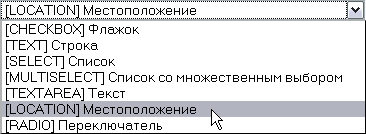 [LOCATION] Местоположение
[CHECKBOX] Флажок
[TEXT] Строка
[SELECT] Список
[MULTISELECT] Список со множественным выбором
[TEXTAREA] Текст
[LOCATION] Местоположение
[RADIO] Переключатель